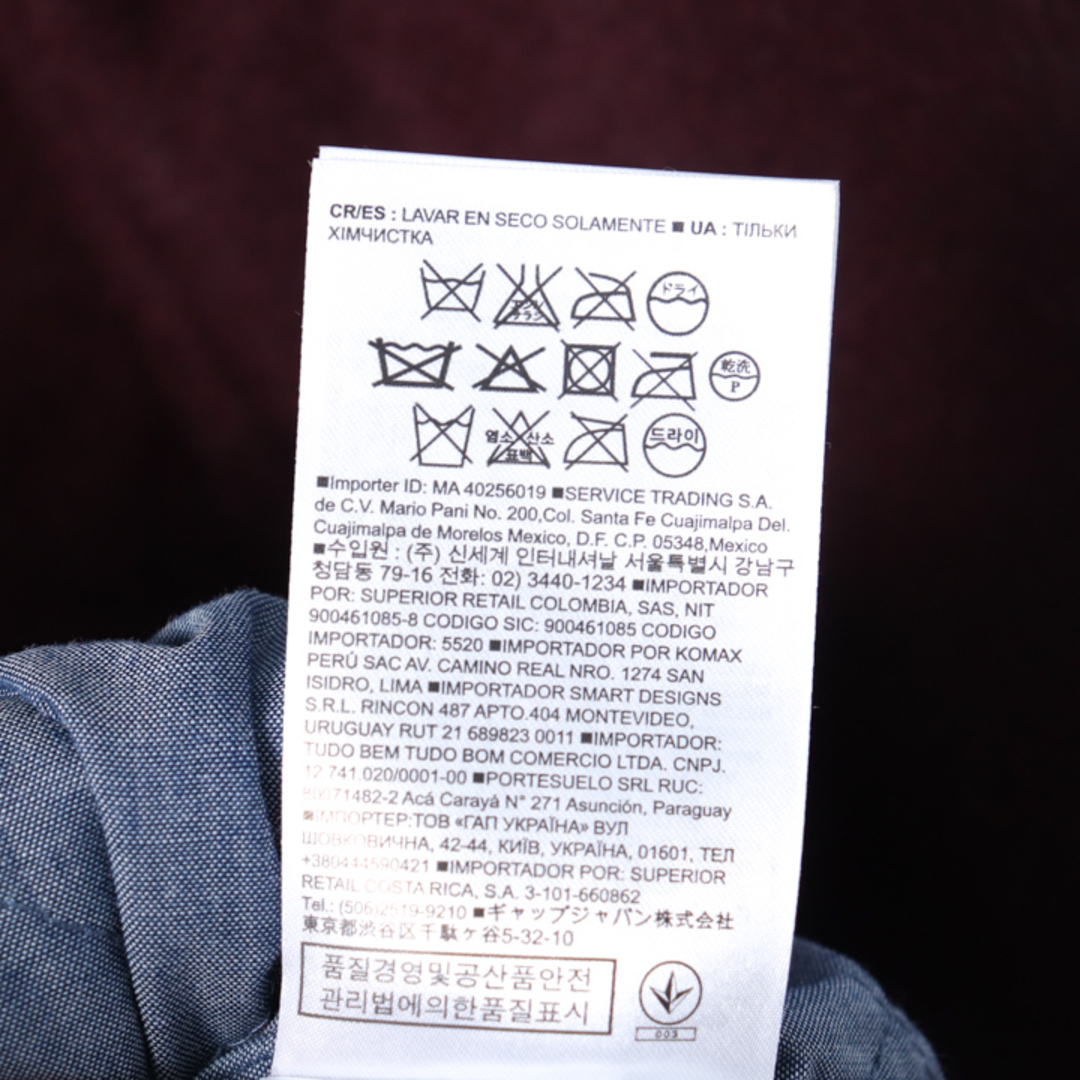 CR/ES : LAVAR EN SECO SOLAMENTE ■ UA : ТІЛЬКИ
ХІМЧИСТКА
ドライ
乾洗
P
염소 산소
표백
드라이
■Importer ID: MA 40256019 ■SERVICE TRADING S.A.
de C.V. Mario Pani No. 200,Col. Santa Fe Cuajimalpa Del.
Cuajimalpa de Morelos Mexico, D.F. C.P. 05348,Mexico
■수입원 : (주) 신세계 인터내셔날 서울특별시 강남구
청담동 79-16 전화: 02) 3440-1234 ■IMPORTADOR
POR: SUPERIOR RETAIL COLOMBIA, SAS, NIT
900461085-8 CODIGO SIC: 900461085 CODIGO
IMPORTADOR: 5520 ■IMPORTADOR POR KOMAX
PERÚ SAC AV. CAMINO REAL NRO. 1274 SAN
ISIDRO, LIMA ■IMPORTADOR SMART DESIGNS
S.R.L. RINCON 487 APTO.404 MONTEVIDEO,
URUGUAY RUT 21 689823 0011 ■IMPORTADOR:
TUDO BEM TUDO BOM COMERCIO LTDA. CNPJ.
12.741.020/0001-00 ■PORTESUELO SRL RUC:
80071482-2 Acá Carayá N° 271 Asunción, Paraguay
■ІМПОРТЕР:ТОВ «ГАП УКРАЇНА» ВУЛ
ШОВКОВИЧНА, 42-44, КИЇВ, УКРАЇНА, 01601, ТЕЛ
+380444590421 ■IMPORTADOR POR: SUPERIOR
RETAIL COSTA RICA, S.A. 3-101-660862
Tel.: (506)2519-9210 ■ギャップジャパン株式会社
東京都渋谷区千駄ケ谷5-32-10
품질경영및공산품안전
관리법에의한품질표시
003